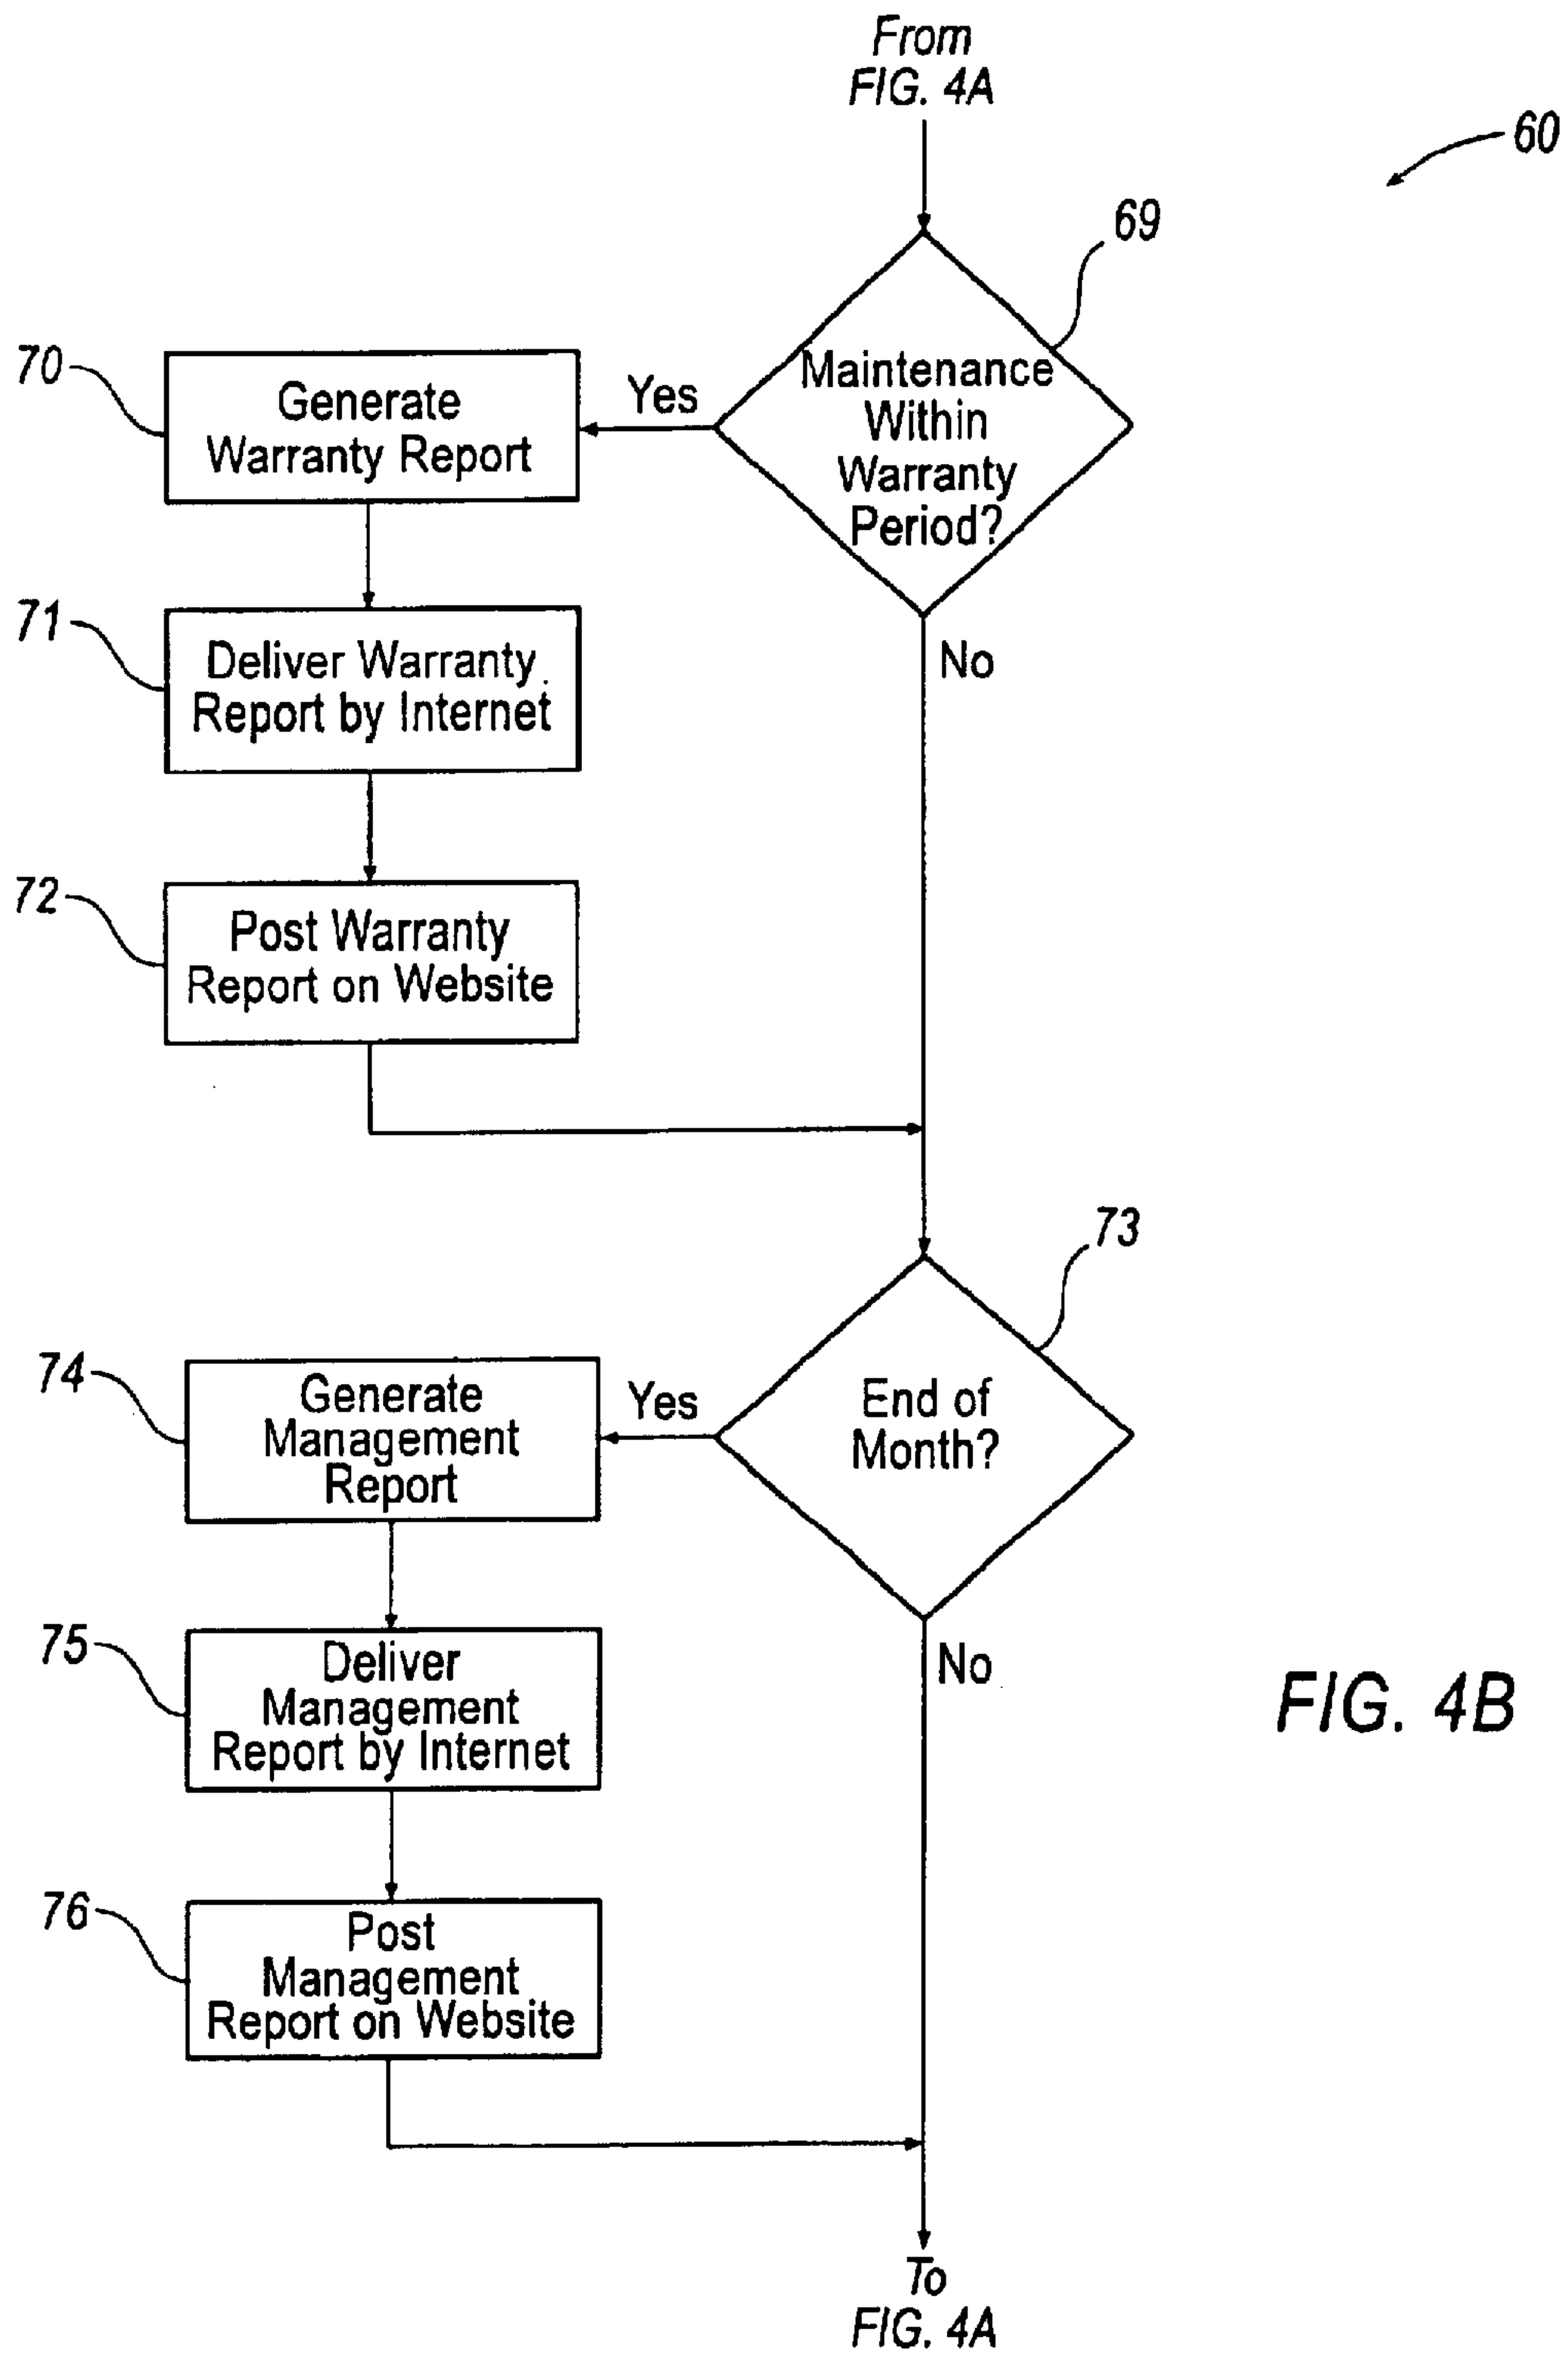 From
FIG. 4A
60
69
Maintenance
Within
Warranty
Period?
Yes
No
70
Generate
Warranty Report
71
Deliver Warranty
Report by Internet
72
Post Warranty
Report on Website
73
End of
Month?
Yes
No
74
Generate
Management
Report
75
Deliver
Management
Report by Internet
76
Post
Management
Report on Website
FIG. 4B
To
FIG. 4A